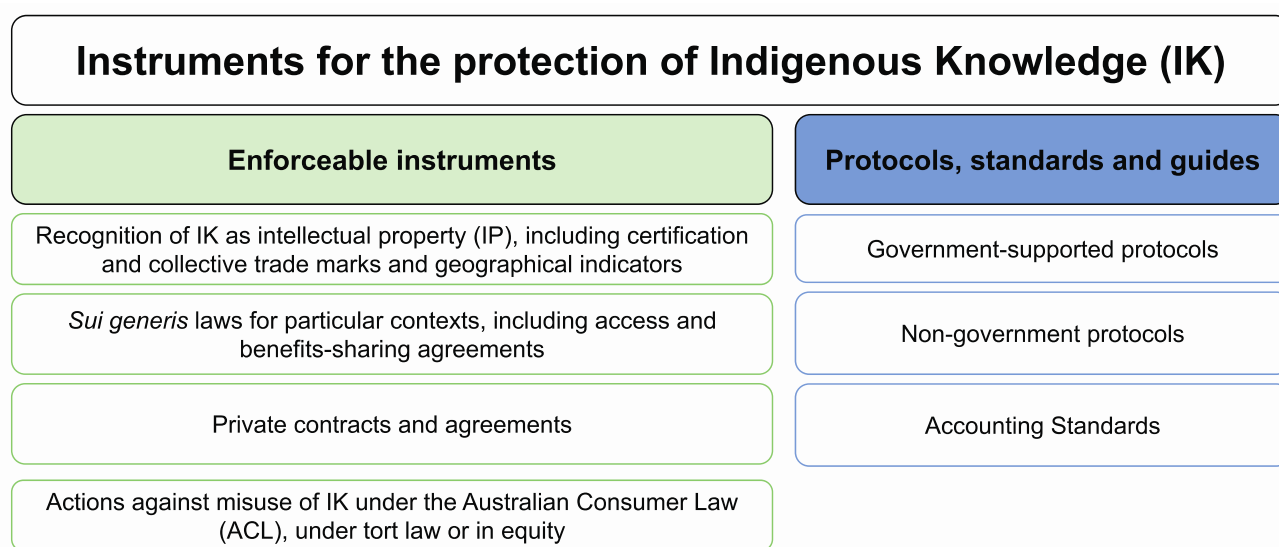 Instruments for the protection of Indigenous Knowledge (IK)
Enforceable instruments
Recognition of IK as intellectual property (IP), including certification
and collective trade marks and geographical indicators
Sui generis laws for particular contexts, including access and
benefits-sharing agreements
Private contracts and agreements
Actions against misuse of IK under the Australian Consumer Law
(ACL), under tort law or in equity
Protocols, standards and guides
Government-supported protocols
Non-government protocols
Accounting Standards